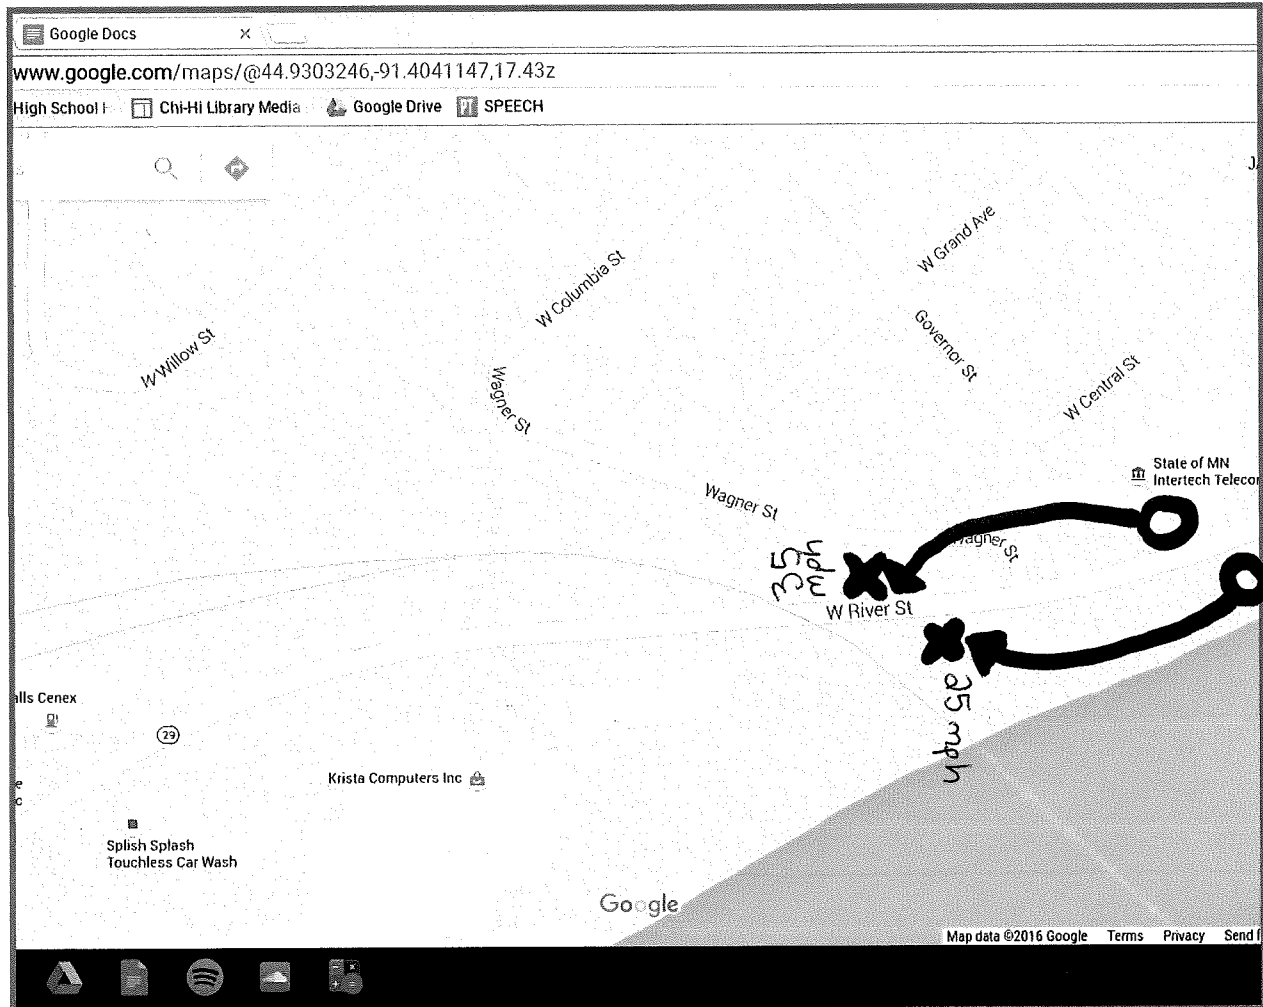 Google Docs ×
www.google.com/maps/@44.9303246,-91.4041147,17.43z
High School
Chi-Hi Library Media
Google Drive
SPEECH
W Grand Ave
W Columbia St
Governor St
W Willow St
W Central St
Wagner St
State of MN
Intertech Telecom
Wagner St
Wagner St
35
mph
W River St
25 mph
alls Cenex
29
Krista Computers Inc
Splish Splash
Touchless Car Wash
Google
Map data ©2016 Google Terms Privacy Send f